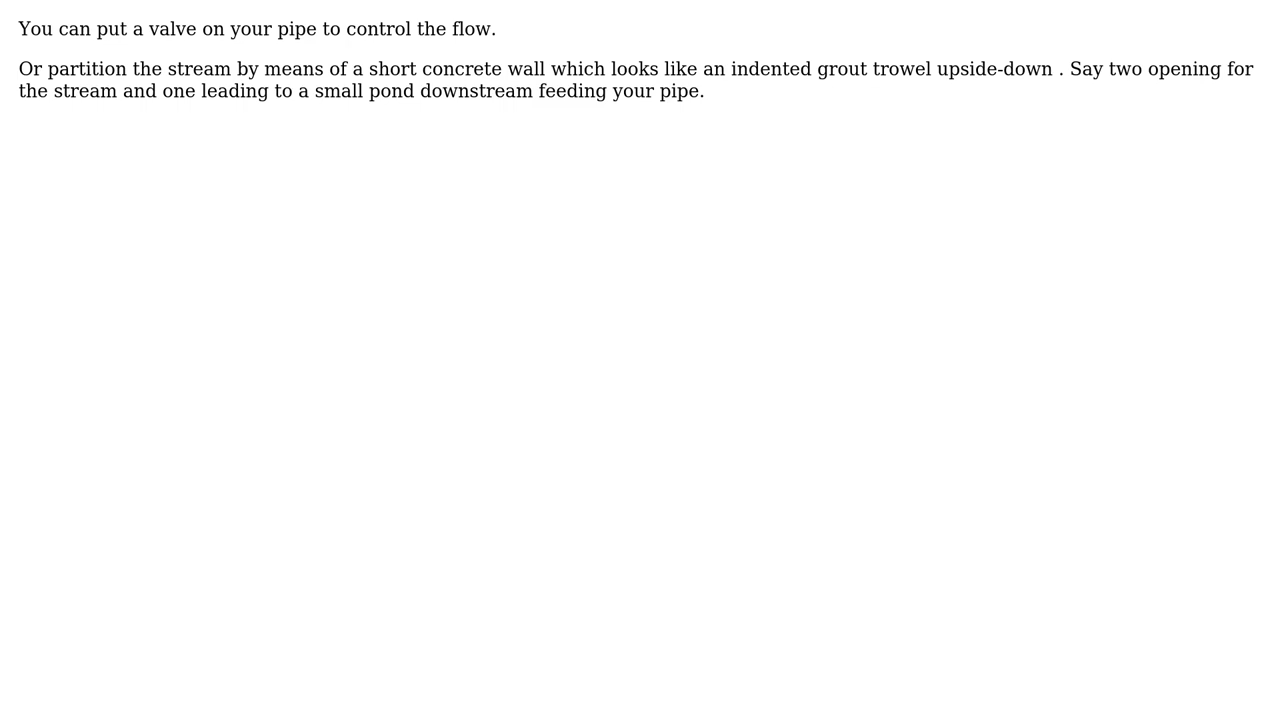 You can put a valve on your pipe to control the flow.
Or partition the stream by means of a short concrete wall which looks like an indented grout trowel upside-down . Say two opening for
the stream and one leading to a small pond downstream feeding your pipe.